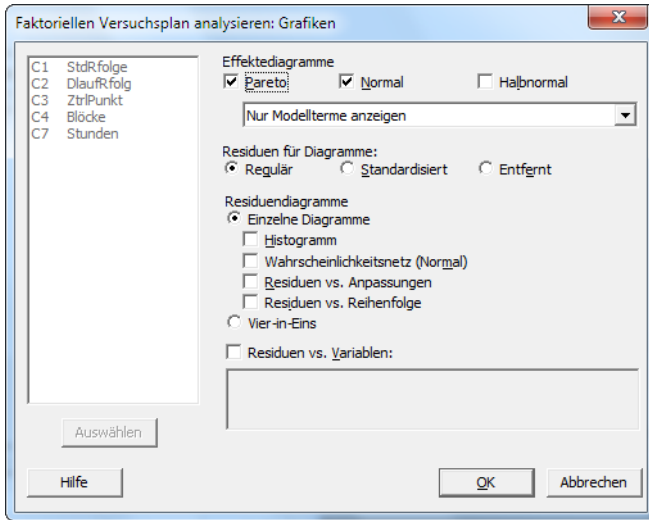 Faktoriellen Versuchsplan analysieren: Grafiken
C1 StdRfolge
C2 DlaufRfolg
C3 ZtrlPunkt
C4 Blöcke
C7 Stunden
Auswählen
Effektediagramme
Pareto Normal Halbnormal
Nur Modellterme anzeigen
Residuen für Diagramme:
Regulär Standardisiert Entfernt
Residuendiagramme
Einzelne Diagramme
Histogramm
Wahrscheinlichkeitsnetz (Normal)
Residuen vs. Anpassungen
Residuen vs. Reihenfolge
Vier-in-Eins
Residuen vs. Variablen:
Hilfe OK Abbrechen